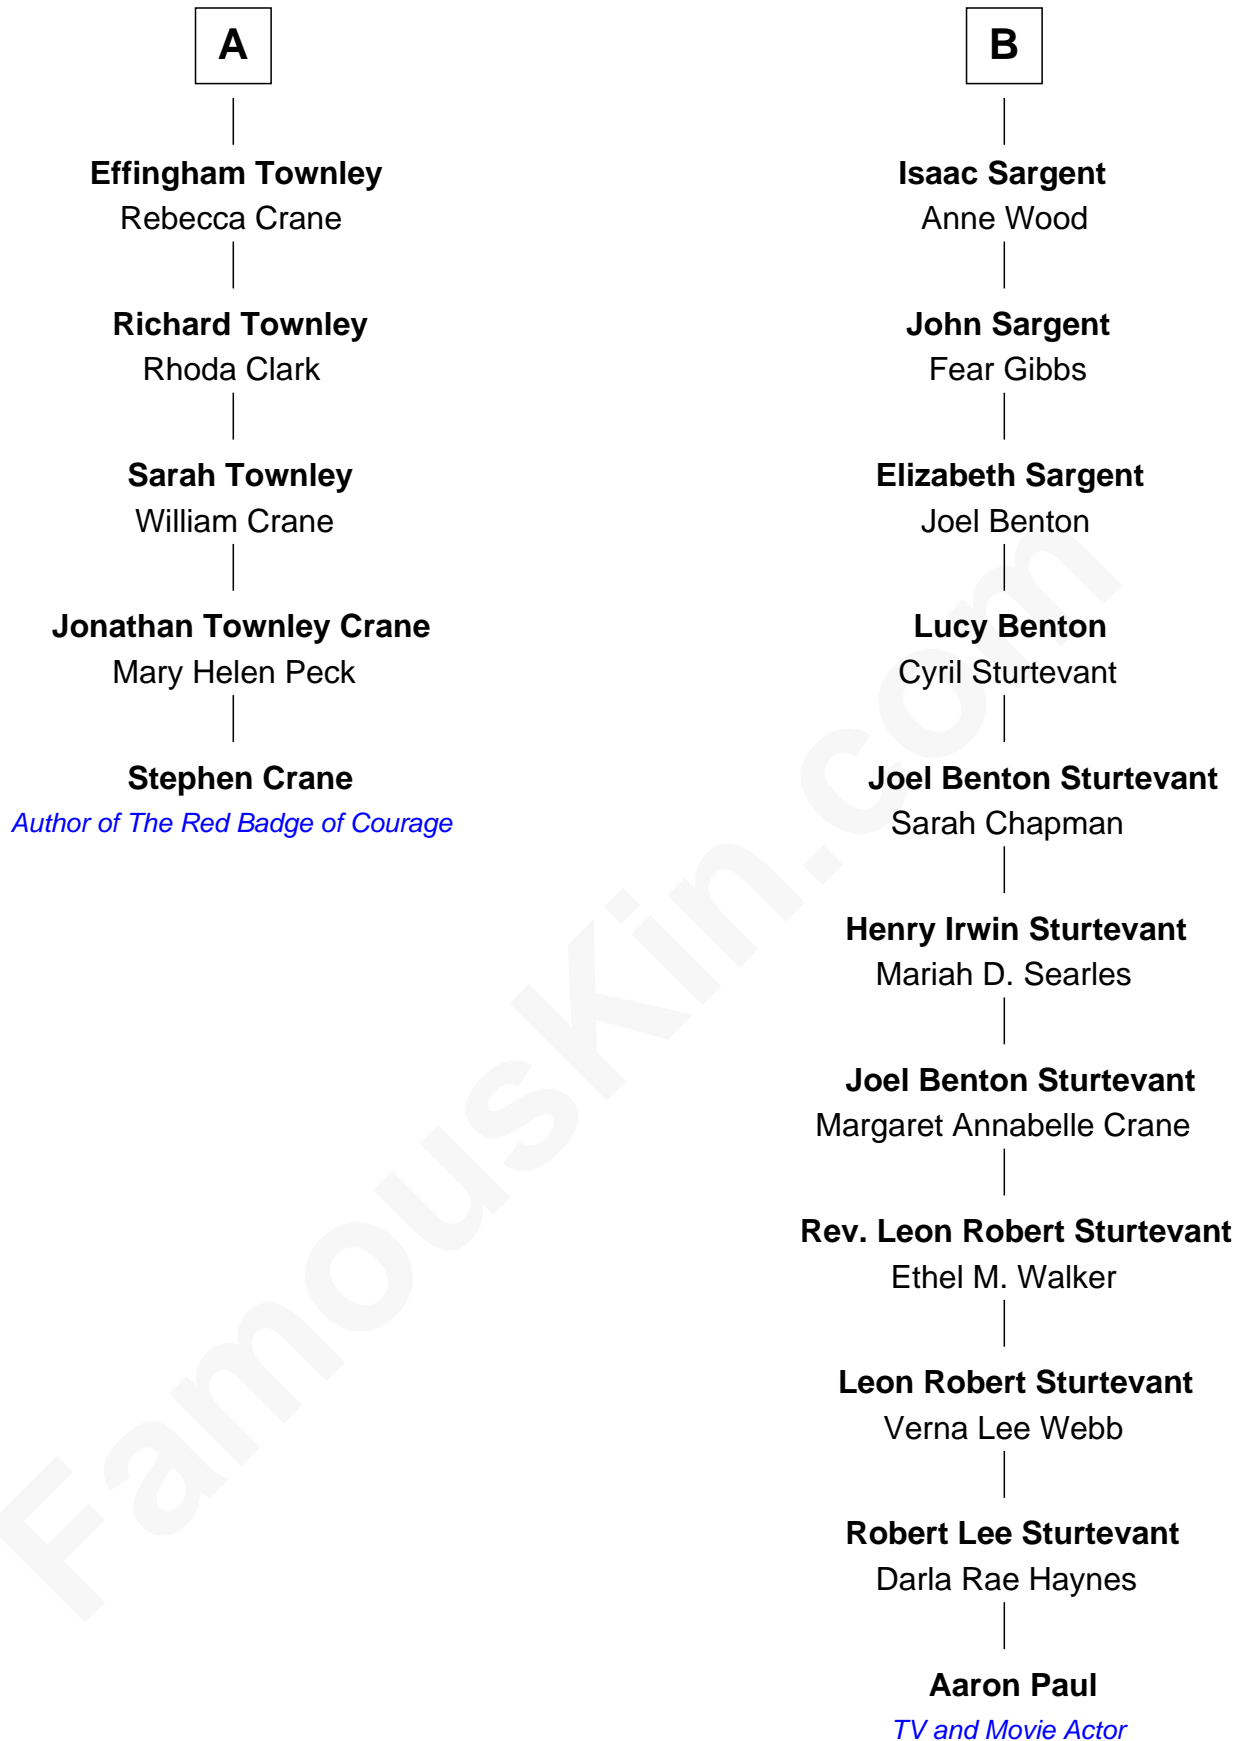 A
Effingham Townley
Rebecca Crane
Richard Townley
Rhoda Clark
Sarah Townley
William Crane
Jonathan Townley Crane
Mary Helen Peck
Stephen Crane
Author of The Red Badge of Courage
B
Isaac Sargent
Anne Wood
John Sargent
Fear Gibbs
Elizabeth Sargent
Joel Benton
Lucy Benton
Cyril Sturtevant
Joel Benton Sturtevant
Sarah Chapman
Henry Irwin Sturtevant
Mariah D. Searles
Joel Benton Sturtevant
Margaret Annabelle Crane
Rev. Leon Robert Sturtevant
Ethel M. Walker
Leon Robert Sturtevant
Verna Lee Webb
Robert Lee Sturtevant
Darla Rae Haynes
Aaron Paul
TV and Movie Actor
FamousKin.com